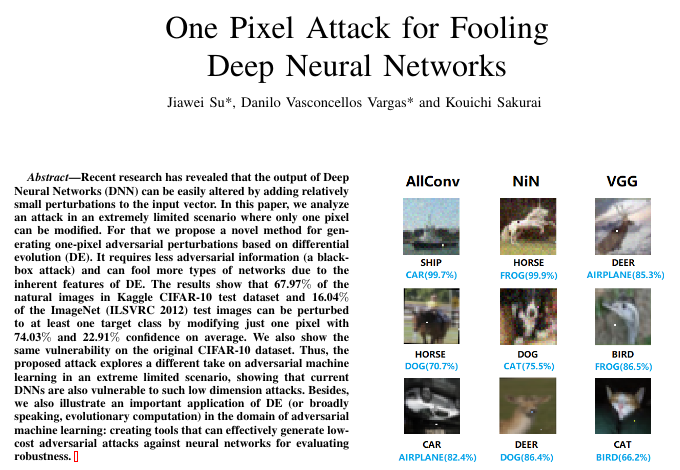 One Pixel Attack for Fooling
Deep Neural Networks
Jiawei Su*, Danilo Vasconcellos Vargas* and Kouichi Sakurai
Abstract—Recent research has revealed that the output of Deep
Neural Networks (DNN) can be easily altered by adding relatively
small perturbations to the input vector. In this paper, we analyze
an attack in an extremely limited scenario where only one pixel
can be modified. For that we propose a novel method for gen-
erating one-pixel adversarial perturbations based on differential
evolution (DE). It requires less adversarial information (a black-
box attack) and can fool more types of networks due to the
inherent features of DE. The results show that 67.97% of the
natural images in Kaggle CIFAR-10 test dataset and 16.04%
of the ImageNet (ILSVRC 2012) test images can be perturbed
to at least one target class by modifying just one pixel with
74.03% and 22.91% confidence on average. We also show the
same vulnerability on the original CIFAR-10 dataset. Thus, the
proposed attack explores a different take on adversarial machine
learning in an extreme limited scenario, showing that current
DNNs are also vulnerable to such low dimension attacks. Besides,
we also illustrate an important application of DE (or broadly
speaking, evolutionary computation) in the domain of adversarial
machine learning: creating tools that can effectively generate low-
cost adversarial attacks against neural networks for evaluating
robustness.
AllConv NiN VGG
SHIP HORSE DEER
CAR(99.7%) FROG(99.9%) AIRPLANE(85.3%)
HORSE DOG BIRD
DOG(70.7%) CAT(75.5%) FROG(86.5%)
CAR DEER CAT
AIRPLANE(82.4%) DOG(86.4%) BIRD(66.2%)